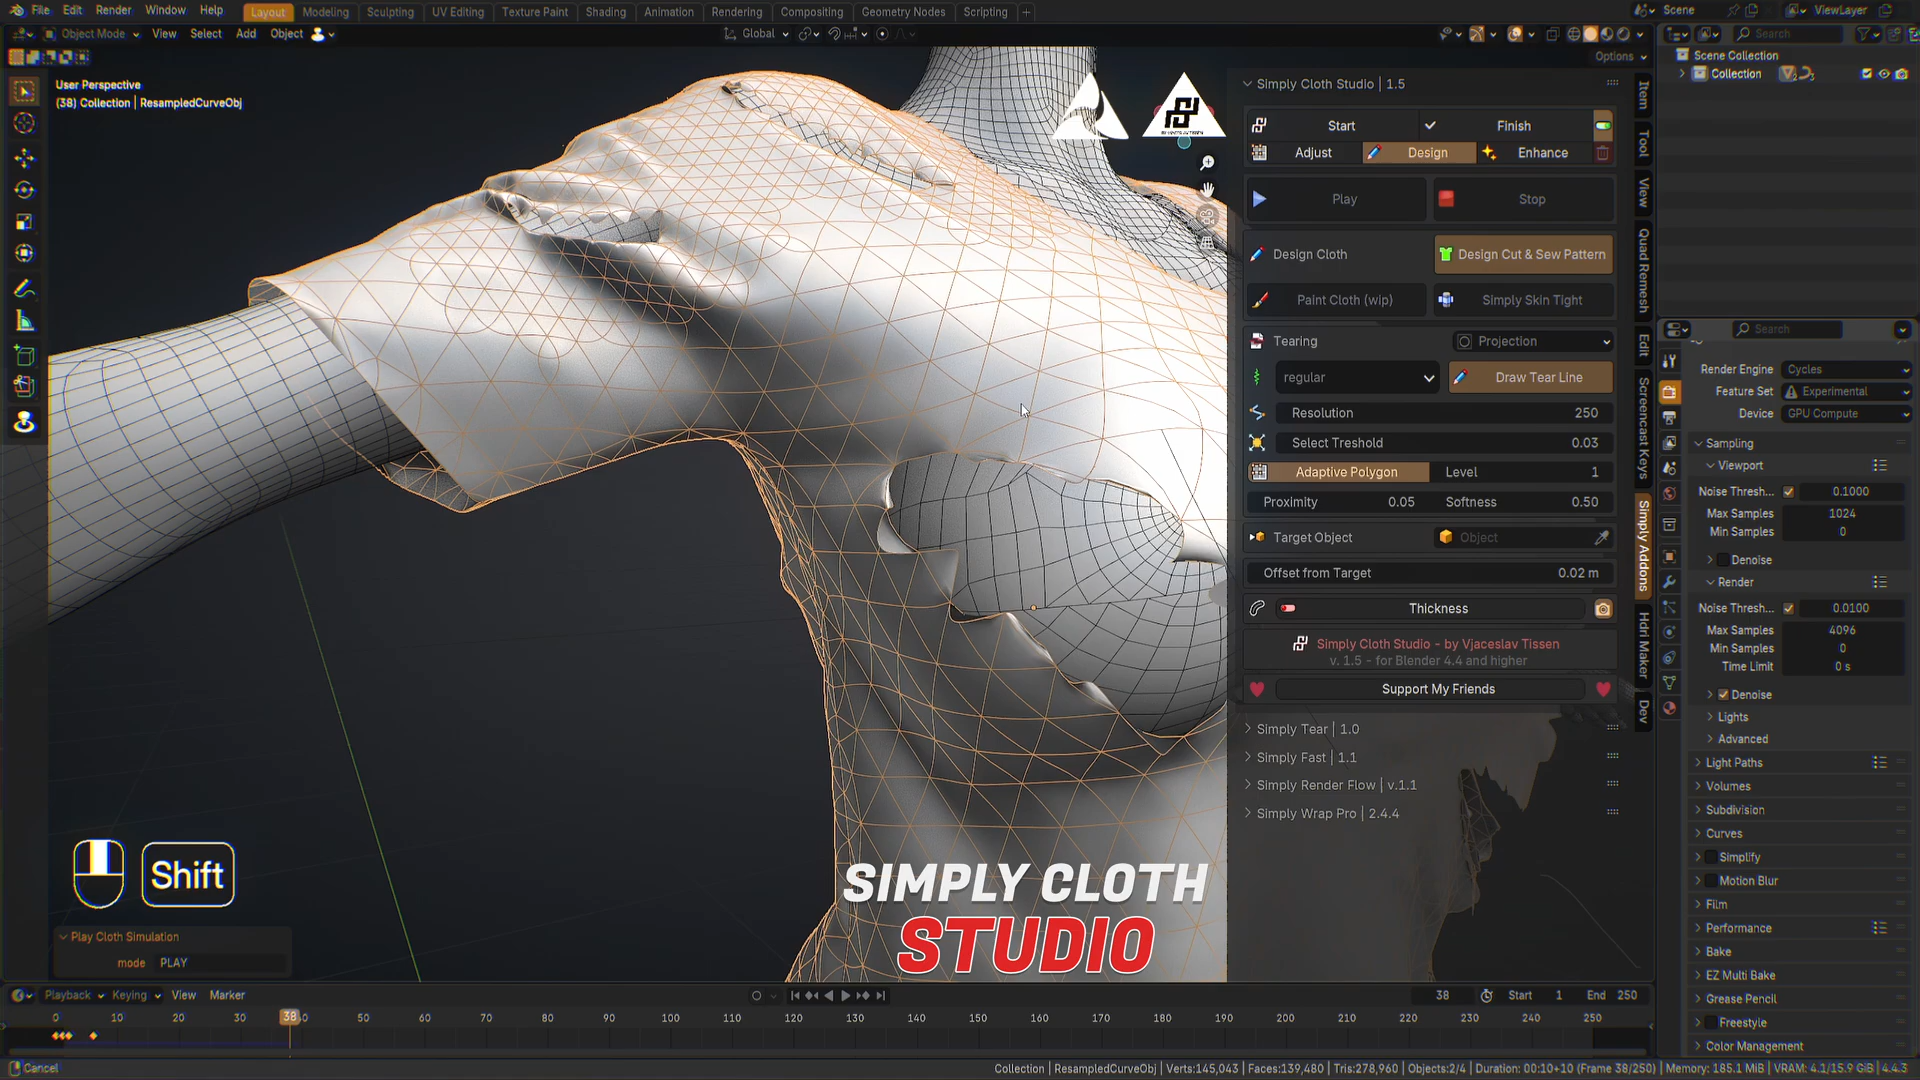 File Edit Render Window Help Layout Modeling Sculpting UV Editing Texture Paint Shading Animation Rendering Compositing Geometry Nodes Scripting + Scene ViewLayer
Object Mode View Select Add Object Global Search
Options
User Perspective
(38) Collection | ResampledCurveObj
Simply Cloth Studio | 1.5
Start Finish
Adjust Design Enhance
Play Stop
Design Cloth Design Cut & Sew Pattern
Paint Cloth (wip) Simply Skin Tight
Tearing Projection
regular Draw Tear Line
Resolution 250
Select Treshold 0.03
Adaptive Polygon Level 1
Proximity 0.05 Softness 0.50
Target Object Object
Offset from Target 0.02 m
Thickness
Simply Cloth Studio - by Vjaceslav Tissen
v. 1.5 - for Blender 4.4 and higher
Support My Friends
Simply Tear | 1.0
Simply Fast | 1.1
Simply Render Flow | v.1.1
Simply Wrap Pro | 2.4.4
Item
Tool
View
Quad Remesh
Edit
Screencast Keys
Simply Addons
Hdri Maker
Dev
Scene Collection
Collection
Search
Render Engine Cycles
Feature Set Experimental
Device GPU Compute
Sampling
Viewport
Noise Thresh... 0.1000
Max Samples 1024
Min Samples 0
Denoise
Render
Noise Thresh... 0.0100
Max Samples 4096
Min Samples 0
Time Limit 0 s
Denoise
Lights
Advanced
Light Paths
Volumes
Subdivision
Curves
Simplify
Motion Blur
Film
Performance
Bake
EZ Multi Bake
Grease Pencil
Freestyle
Color Management
Shift
SIMPLY CLOTH
STUDIO
Play Cloth Simulation
mode PLAY
Playback Keying View Marker 38 Start 1 End 250
0 10 20 30 38 50 60 70 80 90 100 110 120 130 140 150 160 170 180 190 200 210 220 230 240 250
Cancel Collection | ResampledCurveObj | Verts:145,043 | Faces:139,480 | Tris:278,960 | Objects:2/4 | Duration: 00:10+10 (Frame 38/250) | Memory: 185.1 MiB | VRAM: 4.1/15.9 GiB | 4.4.3